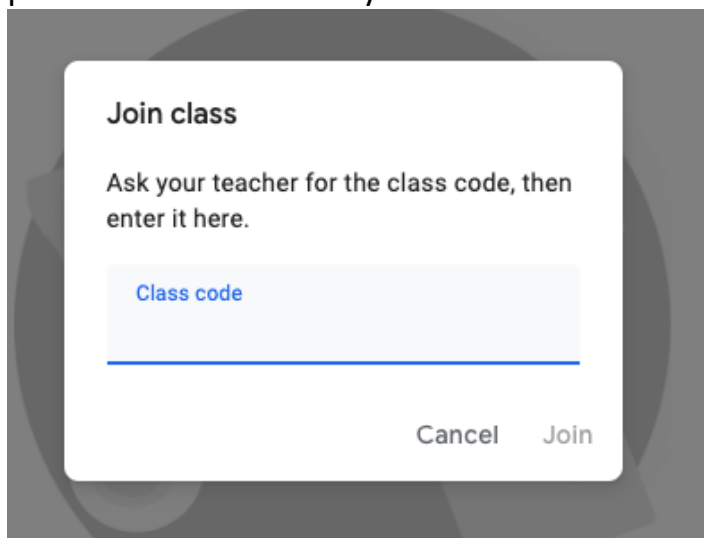 Join class
Ask your teacher for the class code, then
enter it here.
Class code
Cancel Join